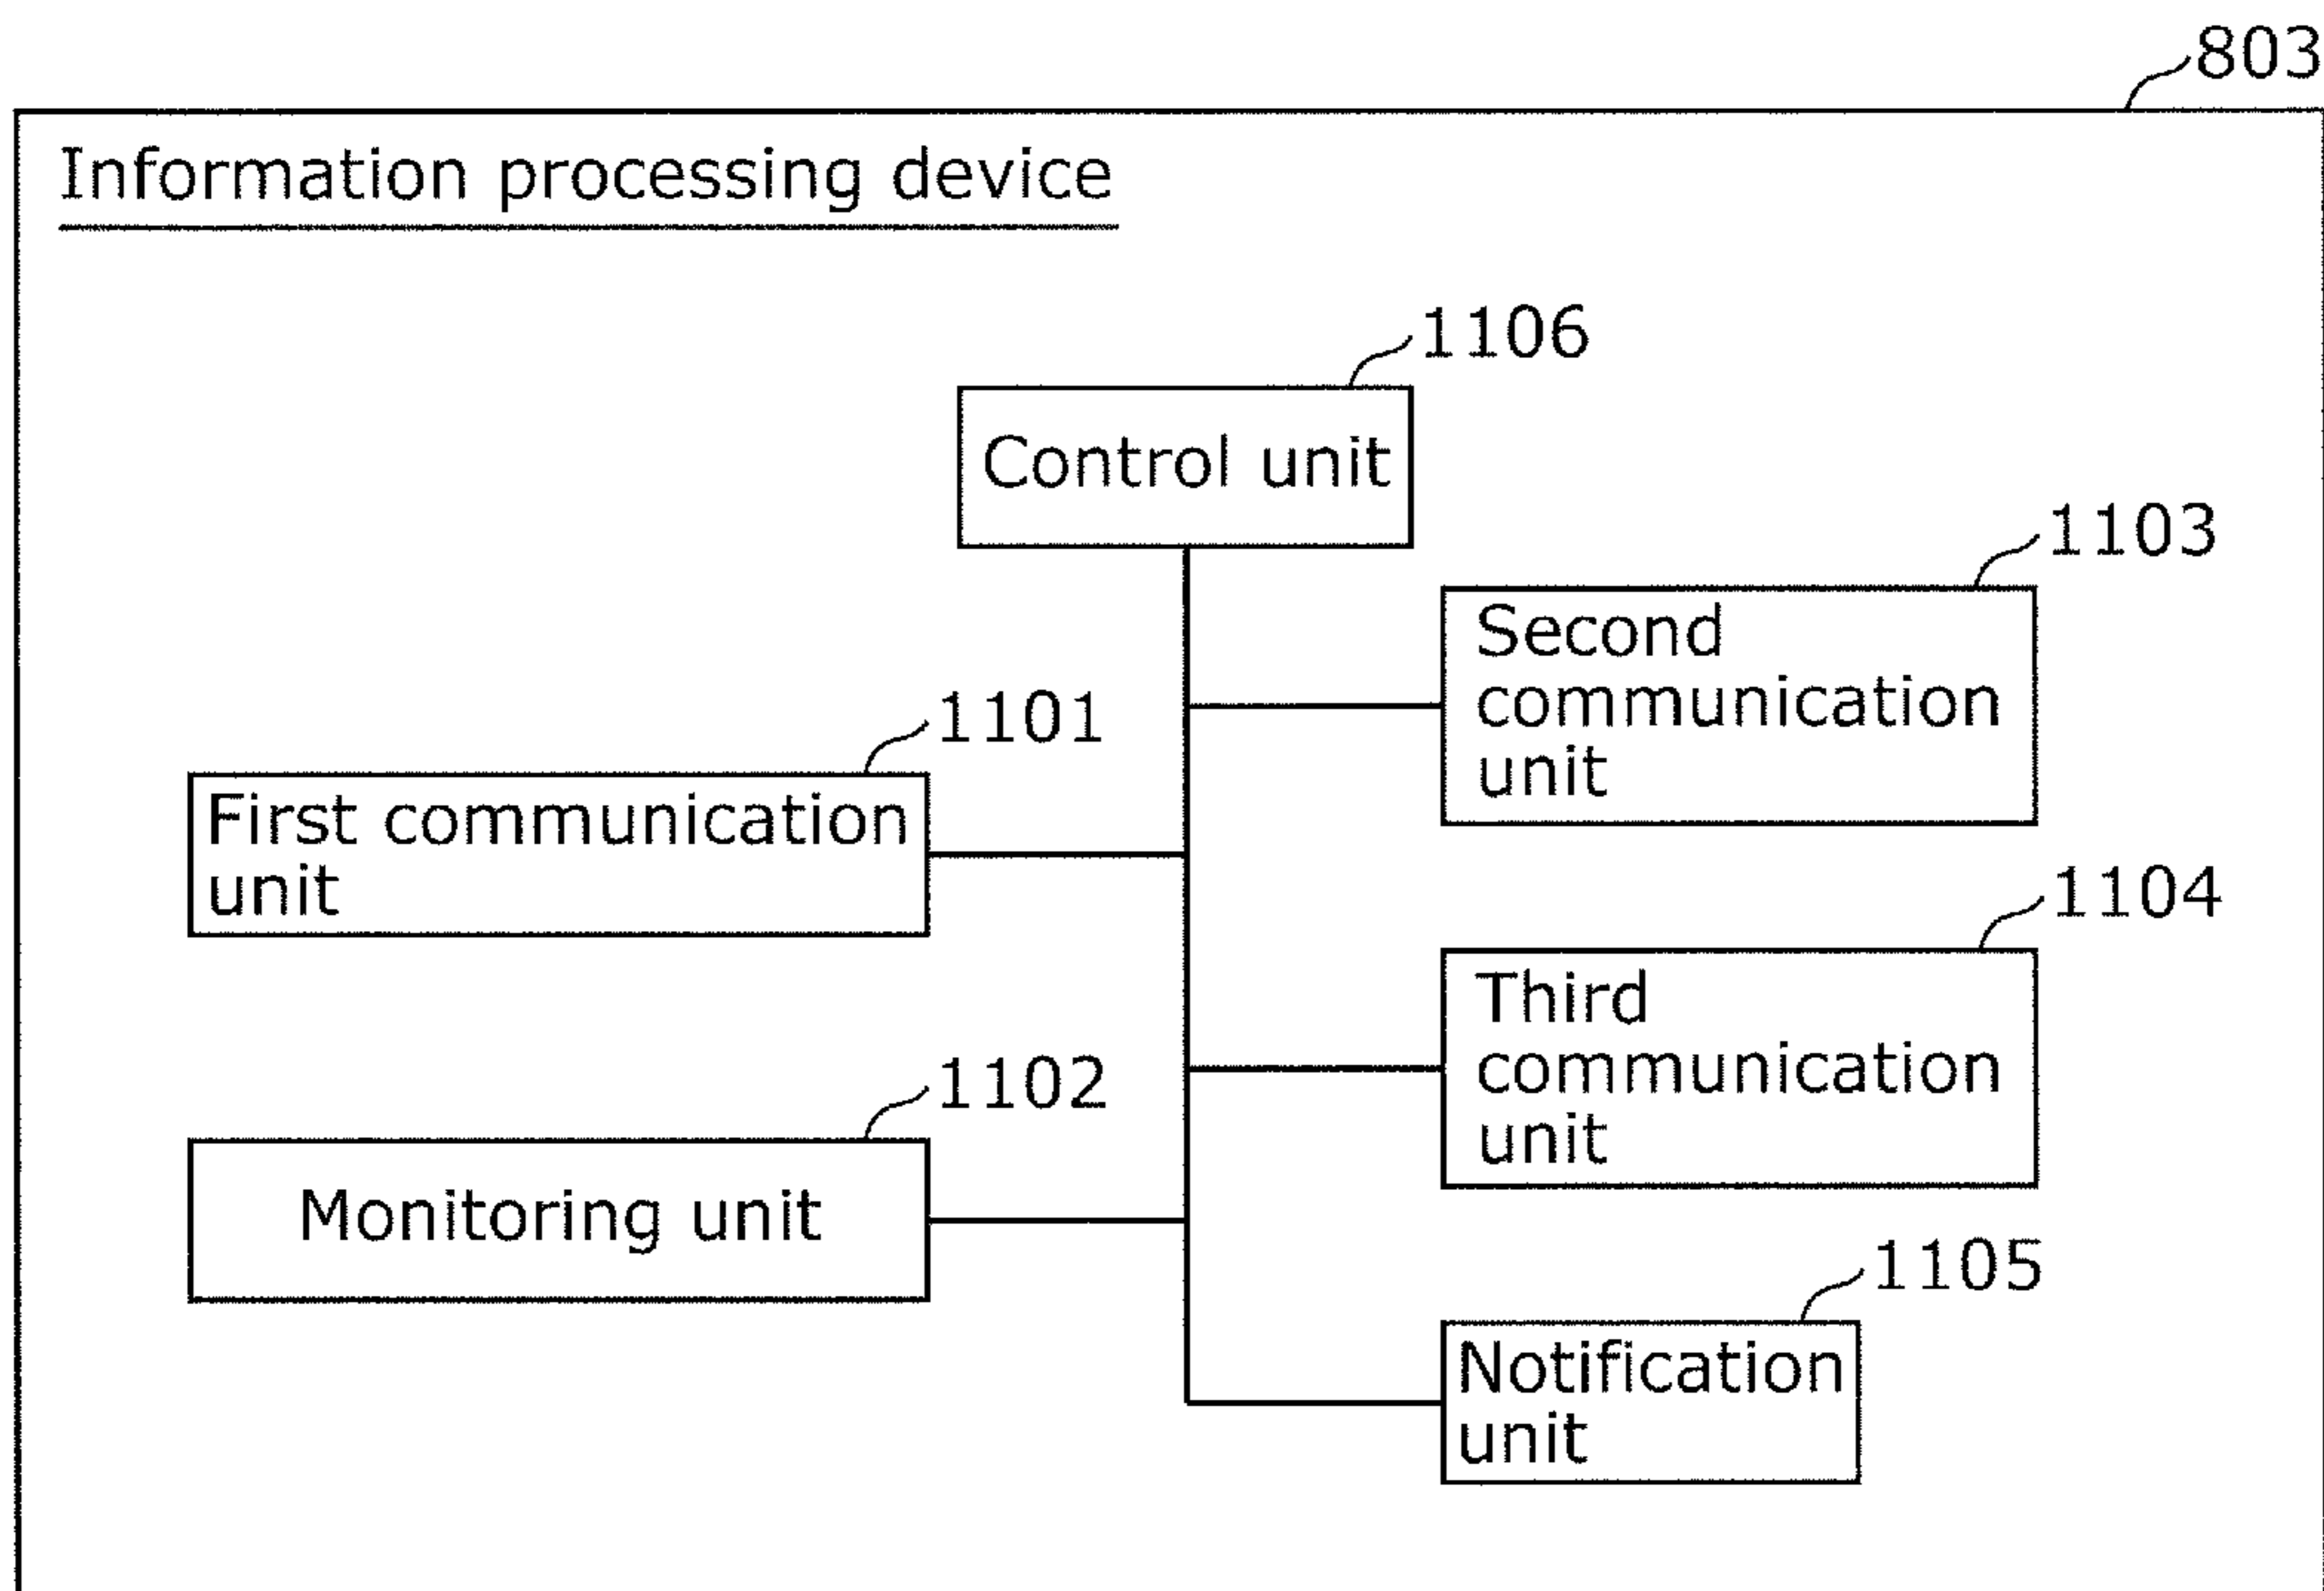 803
Information processing device
1106
Control unit
1103
Second
communication
unit
1101
First communication
unit
1104
Third
communication
unit
1102
Monitoring unit
1105
Notification
unit